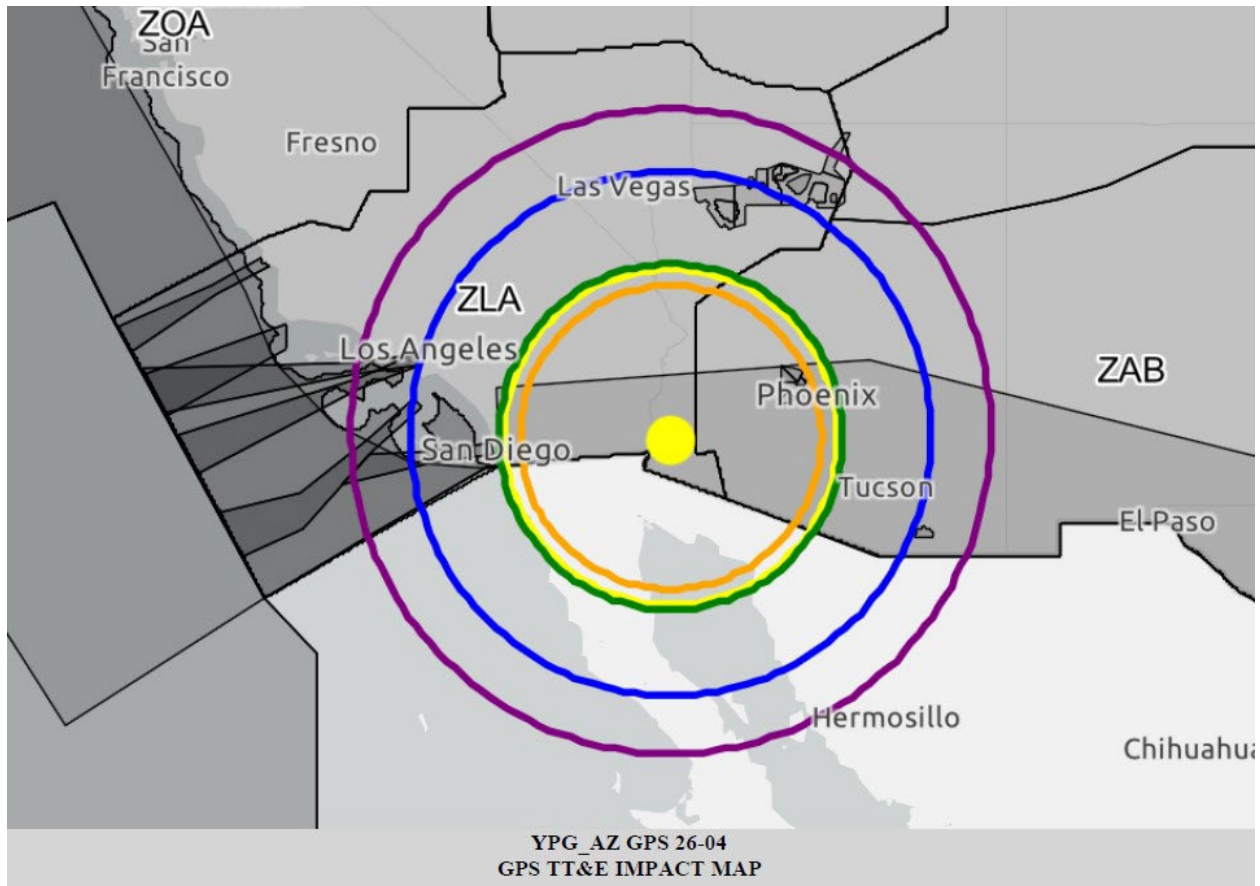 ZOA
San
Francisco
Fresno
Las Vegas
ZLA
Los Angeles
ZAB
Phoenix
San Diego
Tucson
El Paso
Hermosillo
Chihuahua
YPG_AZ GPS 26-04
GPS TT&E IMPACT MAP